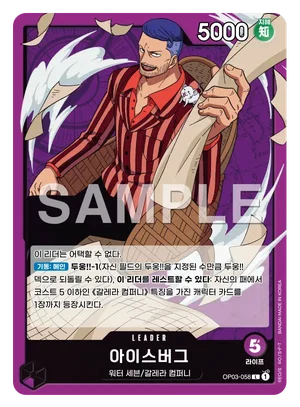 5000
지혜
知
SAMPLE
이 리더는 어택할 수 없다.
기동:메인 두웅!!-1(자신 필드의 두웅!!을 지정된 수만큼 두웅!!
덱으로 되돌릴 수 있다), 이 리더를 레스트할 수 있다: 자신의 패에서
코스트 5 이하의 《갈레라 컴퍼니》 특징을 가진 캐릭터 카드를
1장까지 등장시킨다.
LEADER
아이스버그
워터 세븐/갈레라 컴퍼니
5
라이프
OP03-058 L